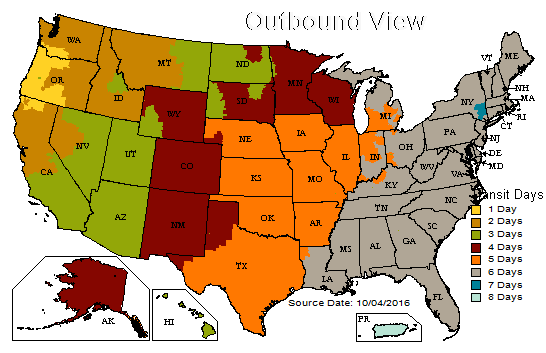 Outbound View
WA
MT
ND
MN
VT
ME
OR
ID
SD
WI
MI
NY
NH
MA
WY
RI
CT
NV
NE
IA
PA
NJ
CA
UT
CO
IL
IN
OH
DE
MD
KS
MO
WV
VA
KY
AZ
NM
OK
AR
TN
NC
SC
TX
MS
AL
GA
LA
FL
AK
HI
PR
nsit Days
1 Day
2 Days
3 Days
4 Days
5 Days
6 Days
7 Days
8 Days
Source Date: 10/04/2016